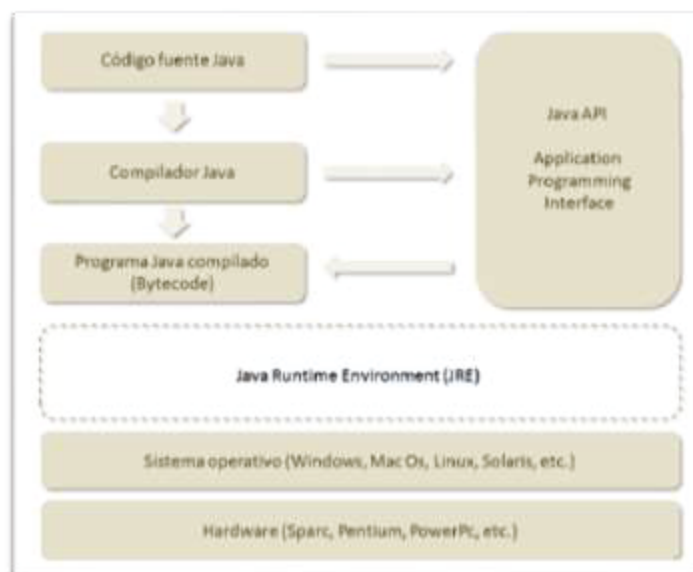 Código fuente Java
Java API
Application
Programming
Interface
Compilador Java
Programa Java compilado
(Bytecode)
Java Runtime Environment (JRE)
Sistema operativo (Windows, Mac Os, Linux, Solaris, etc.)
Hardware (Sparc, Pentium, PowerPc, etc.)